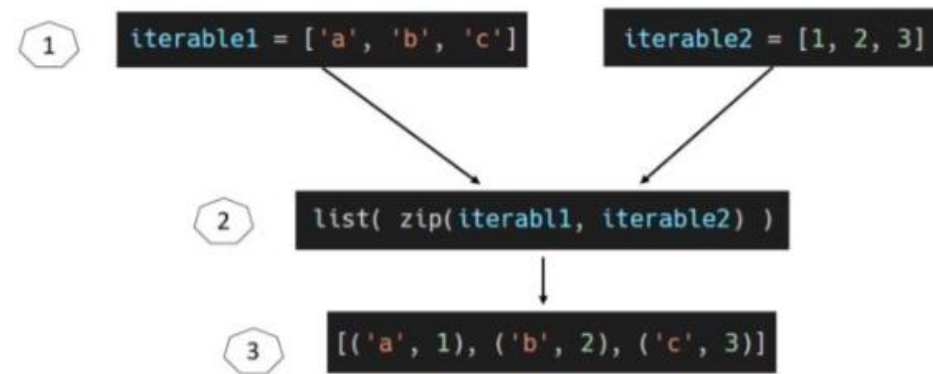 1
iterable1 = ['a', 'b', 'c']
iterable2 = [1, 2, 3]
2
list( zip(iterabl1, iterable2) )
3
[('a', 1), ('b', 2), ('c', 3)]